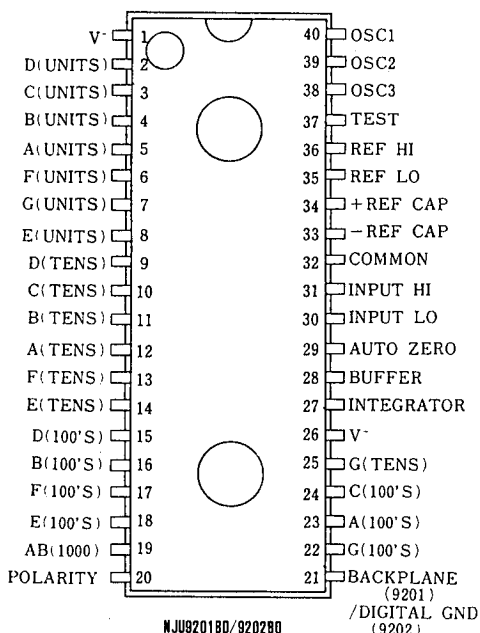 V- 1 40 OSC1
D(UNITS) 2 39 OSC2
C(UNITS) 3 38 OSC3
B(UNITS) 4 37 TEST
A(UNITS) 5 36 REF HI
F(UNITS) 6 35 REF LO
G(UNITS) 7 34 +REF CAP
E(UNITS) 8 33 -REF CAP
D(TENS) 9 32 COMMON
C(TENS) 10 31 INPUT HI
B(TENS) 11 30 INPUT LO
A(TENS) 12 29 AUTO ZERO
F(TENS) 13 28 BUFFER
E(TENS) 14 27 INTEGRATOR
D(100'S) 15 26 V-
B(100'S) 16 25 G(TENS)
F(100'S) 17 24 C(100'S)
E(100'S) 18 23 A(100'S)
AB(1000) 19 22 G(100'S)
POLARITY 20 21 BACKPLANE
(9201)
/DIGITAL GND
(9202)
NJU9201BD/9202BD